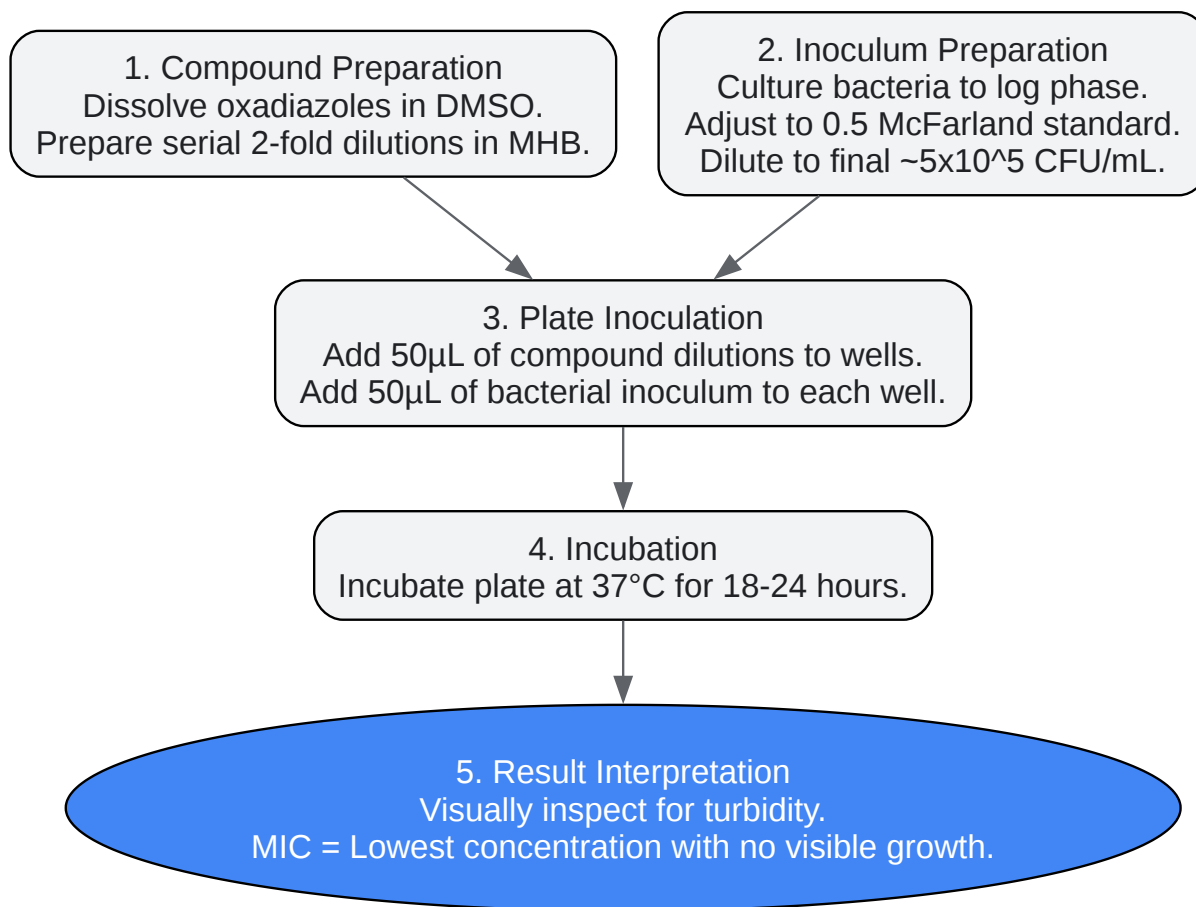 1. Compound Preparation
Dissolve oxadiazoles in DMSO.
Prepare serial 2-fold dilutions in MHB.
2. Inoculum Preparation
Culture bacteria to log phase.
Adjust to 0.5 McFarland standard.
Dilute to final ~5x10^5 CFU/mL.
3. Plate Inoculation
Add 50µL of compound dilutions to wells.
Add 50µL of bacterial inoculum to each well.
4. Incubation
Incubate plate at 37°C for 18-24 hours.
5. Result Interpretation
Visually inspect for turbidity.
MIC = Lowest concentration with no visible growth.